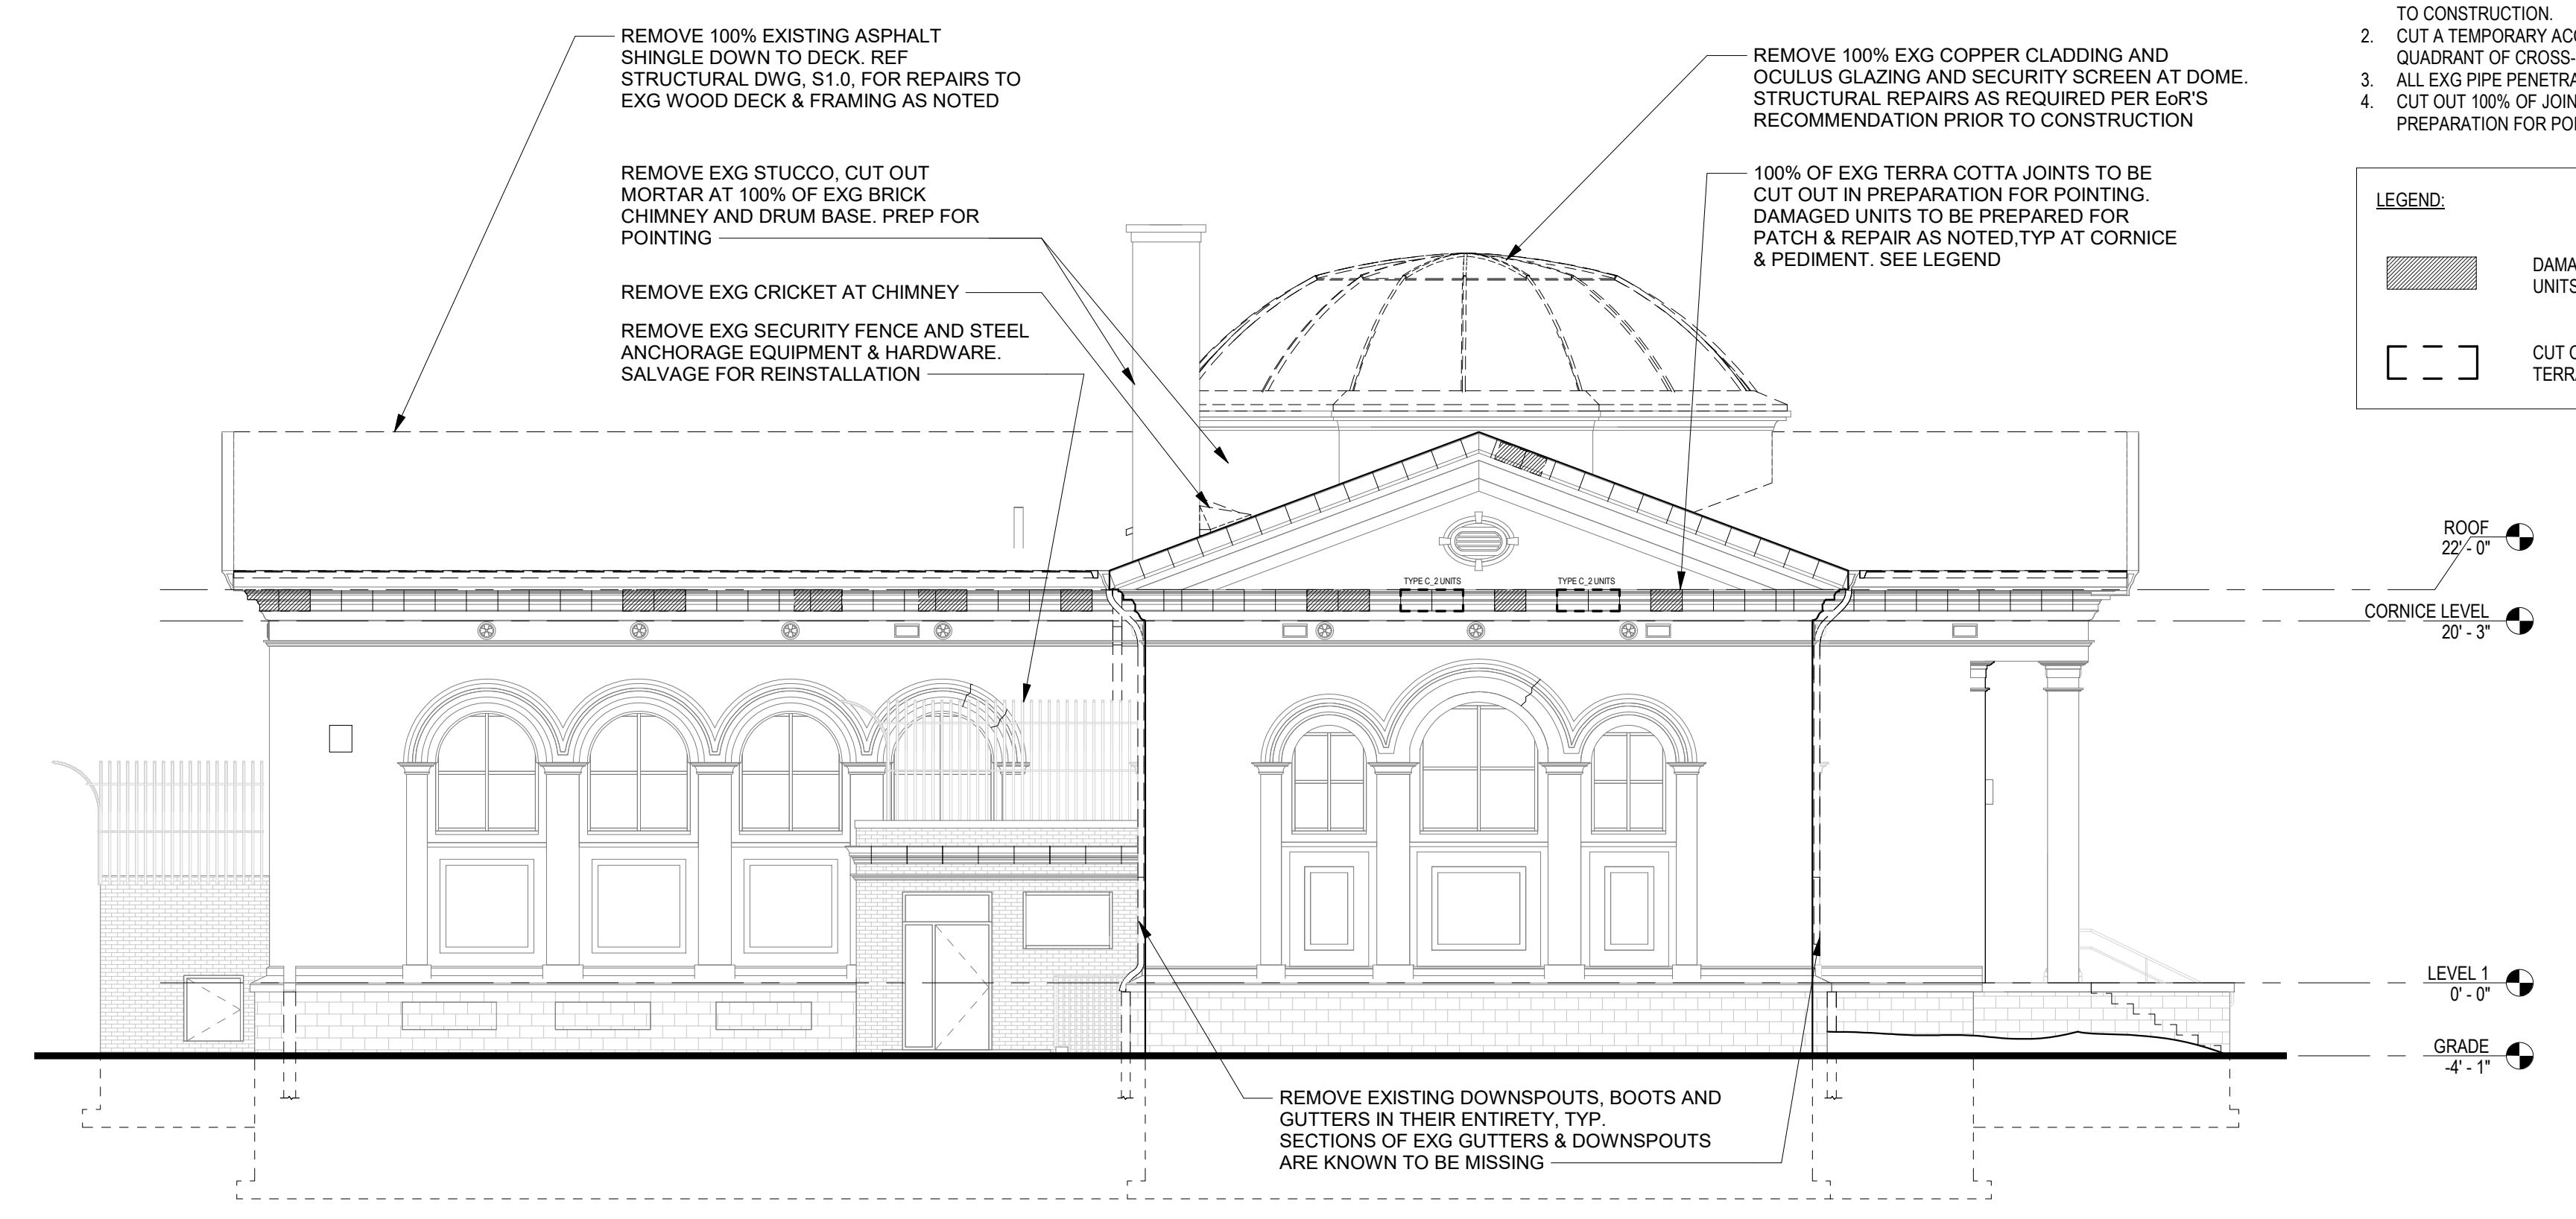 REMOVE 100% EXISTING ASPHALT
SHINGLE DOWN TO DECK. REF
STRUCTURAL DWG, S1.0, FOR REPAIRS TO
EXG WOOD DECK & FRAMING AS NOTED
REMOVE EXG STUCCO, CUT OUT
MORTAR AT 100% OF EXG BRICK
CHIMNEY AND DRUM BASE. PREP FOR
POINTING
REMOVE EXG CRICKET AT CHIMNEY
REMOVE EXG SECURITY FENCE AND STEEL
ANCHORAGE EQUIPMENT & HARDWARE.
SALVAGE FOR REINSTALLATION
REMOVE 100% EXG COPPER CLADDING AND
OCULUS GLAZING AND SECURITY SCREEN AT DOME.
STRUCTURAL REPAIRS AS REQUIRED PER EoR'S
RECOMMENDATION PRIOR TO CONSTRUCTION
100% OF EXG TERRA COTTA JOINTS TO BE
CUT OUT IN PREPARATION FOR POINTING.
DAMAGED UNITS TO BE PREPARED FOR
PATCH & REPAIR AS NOTED,TYP AT CORNICE
& PEDIMENT. SEE LEGEND
TO CONSTRUCTION.
2. CUT A TEMPORARY
QUADRANT OF CROSS-
3. ALL EXG PIPE
4. CUT OUT 100% OF
PREPARATION FOR
LEGEND:
UNITS
CUT
TYPE C_2 UNITS
TYPE C_2 UNITS
ROOF
22' - 0"
CORNICE LEVEL
20' - 3"
LEVEL 1
0' - 0"
GRADE
-4' - 1"
REMOVE EXISTING DOWNSPOUTS, BOOTS AND
GUTTERS IN THEIR ENTIRETY, TYP.
SECTIONS OF EXG GUTTERS & DOWNSPOUTS
ARE KNOWN TO BE MISSING